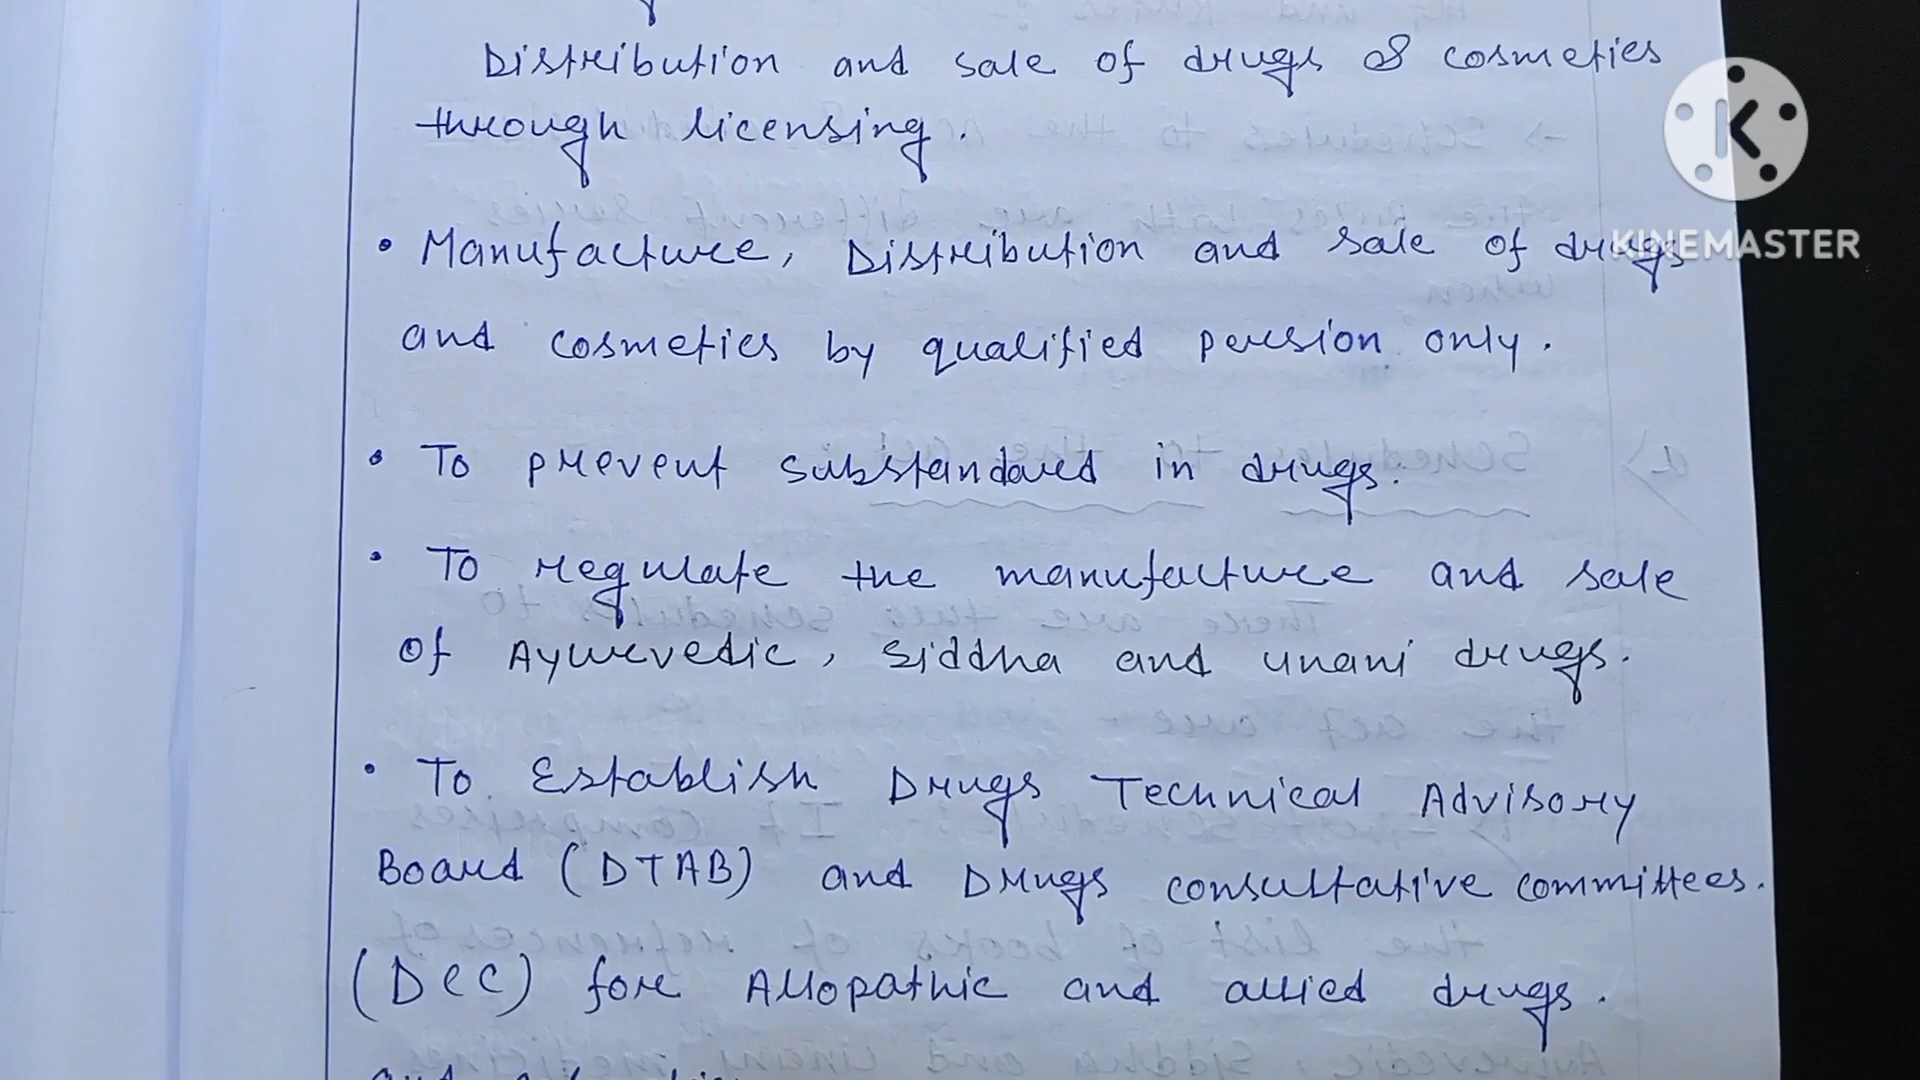 Distribution and sale of drugs & cosmetics
through licensing.
• Manufacture, Distribution and sale of drugs
and cosmetics by qualified persion only.
• To prevent substandard in drugs.
• To regulate the manufacture and sale
of Ayurvedic, Siddha and unani drugs.
• To Establish Drugs Technical Advisory
Board (DTAB) and Drugs consultative committees.
(DCC) for Allopathic and allied drugs.
K
KINEMASTER